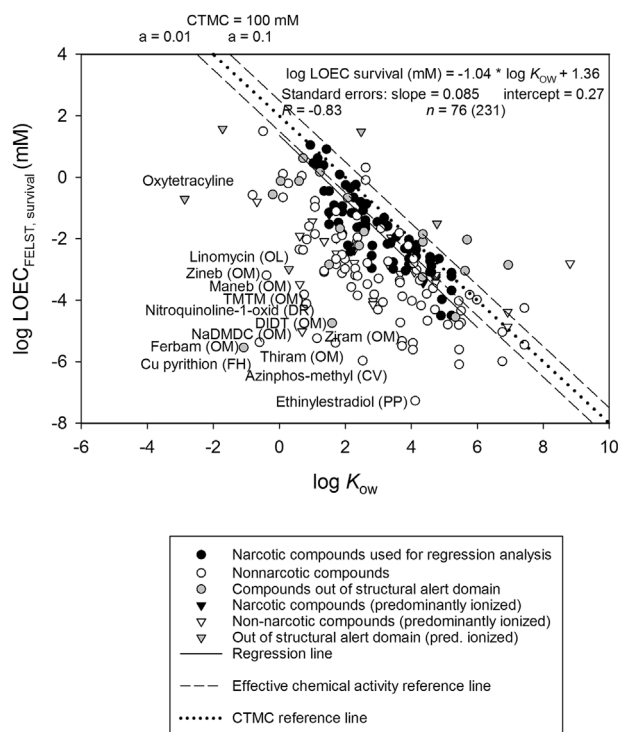 CTMC = 100 mM
a = 0.01 a = 0.1
log LOEC survival (mM) = -1.04 * log KOW + 1.36
Standard errors: slope = 0.085 intercept = 0.27
R = -0.83 n = 76 (231)
log LOECFELST, survival (mM)
4
2
0
-2
-4
-6
-8
Oxytetracyline
Linomycin (OL)
Zineb (OM)
Maneb (OM)
TMTM (OM)
Nitroquinoline-1-oxid (DR)
DIDT (OM)
NaDMDC (OM)
Ziram (OM)
Ferbam (OM)
Thiram (OM)
Cu pyrithion (FH)
Azinphos-methyl (CV)
Ethinylestradiol (PP)
-6 -4 -2 0 2 4 6 8 10
log Kow
Narcotic compounds used for regression analysis
Nonnarcotic compounds
Compounds out of structural alert domain
Narcotic compounds (predominantly ionized)
Non-narcotic compounds (predominantly ionized)
Out of structural alert domain (pred. ionized)
Regression line
Effective chemical activity reference line
CTMC reference line